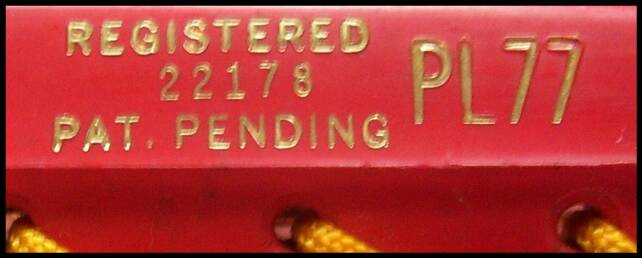 REGISTERED
22178
PAT. PENDING
PL77